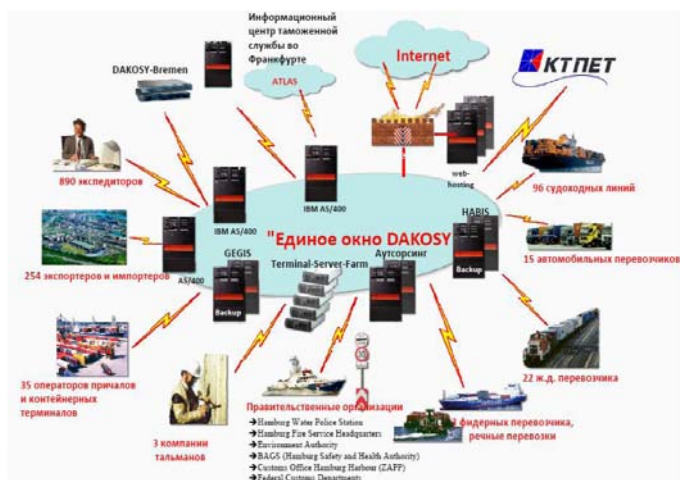 Информационный
центр таможенной
службы во
Франкфурте
ATLAS
Internet
КТПЕТ
DAKOSY-Bremen
890 экспедиторов
IBM AS/400
IBM AS/400
web-
hosting
96 судоходных линий
HABIS
Backup
15 автомобильных перевозчиков
"Единое окно DAKOSY
254 экспортеров и импортеров
AS/400
GEGIS
Backup
Terminal-Server-Farm
Аутсорсинг
22 ж.д. перевозчика
35 операторов причалов
и контейнерных
терминалов
3 компании
тальманов
фидерных перевозчика,
речные перевозки
Правительственные организации
➔Hamburg Water Police Station
➔Hamburg Fire Service Headquarters
➔Environment Authority
➔BAGS (Hamburg Safety and Health Authority)
➔Customs Office Hamburg Harbour (ZAPP)
➔Federal Customs Departments